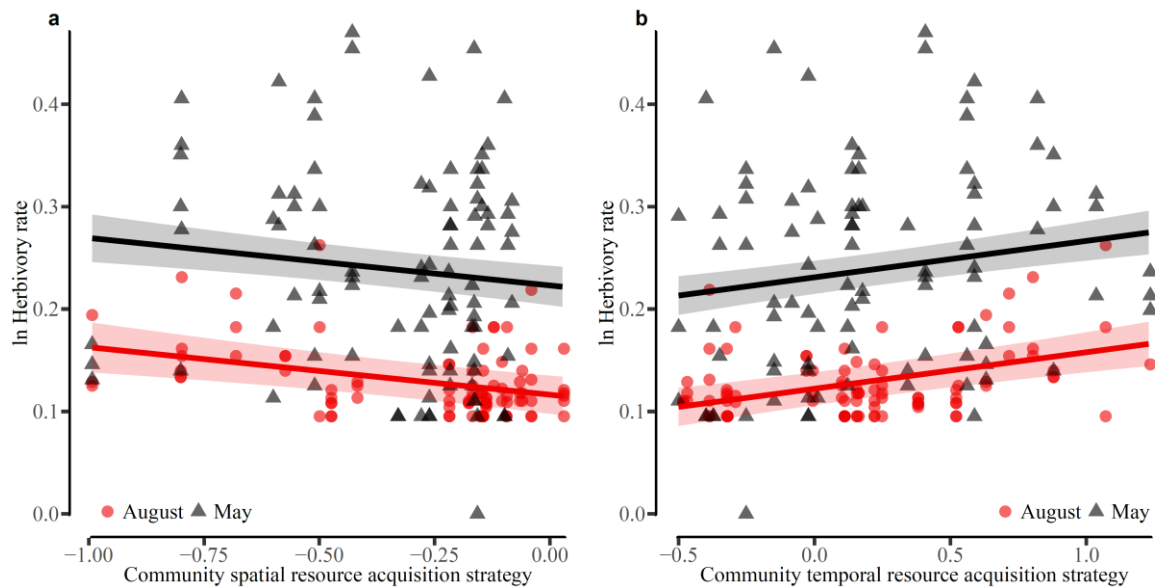 a
ln Herbivory rate
0.4
0.3
0.2
0.1
0.0
August May
−1.00 −0.75 −0.50 −0.25 0.00
Community spatial resource acquisition strategy
b
ln Herbivory rate
0.4
0.3
0.2
0.1
0.0
August May
−0.5 0.0 0.5 1.0
Community temporal resource acquisition strategy